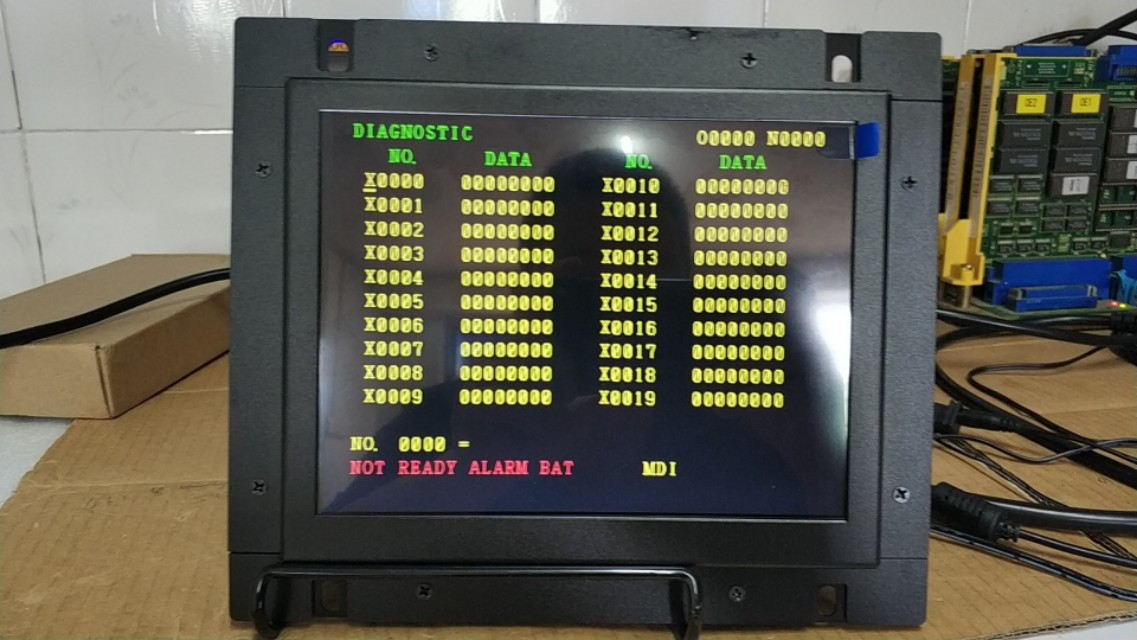 DIAGNOSTIC O0000 N0000
NO. DATA NO. DATA
X0000 00000000 X0010 00000000
X0001 00000000 X0011 00000000
X0002 00000000 X0012 00000000
X0003 00000000 X0013 00000000
X0004 00000000 X0014 00000000
X0005 00000000 X0015 00000000
X0006 00000000 X0016 00000000
X0007 00000000 X0017 00000000
X0008 00000000 X0018 00000000
X0009 00000000 X0019 00000000
NO. 0000 =
NOT READY ALARM BAT MDI
OE2 OE1